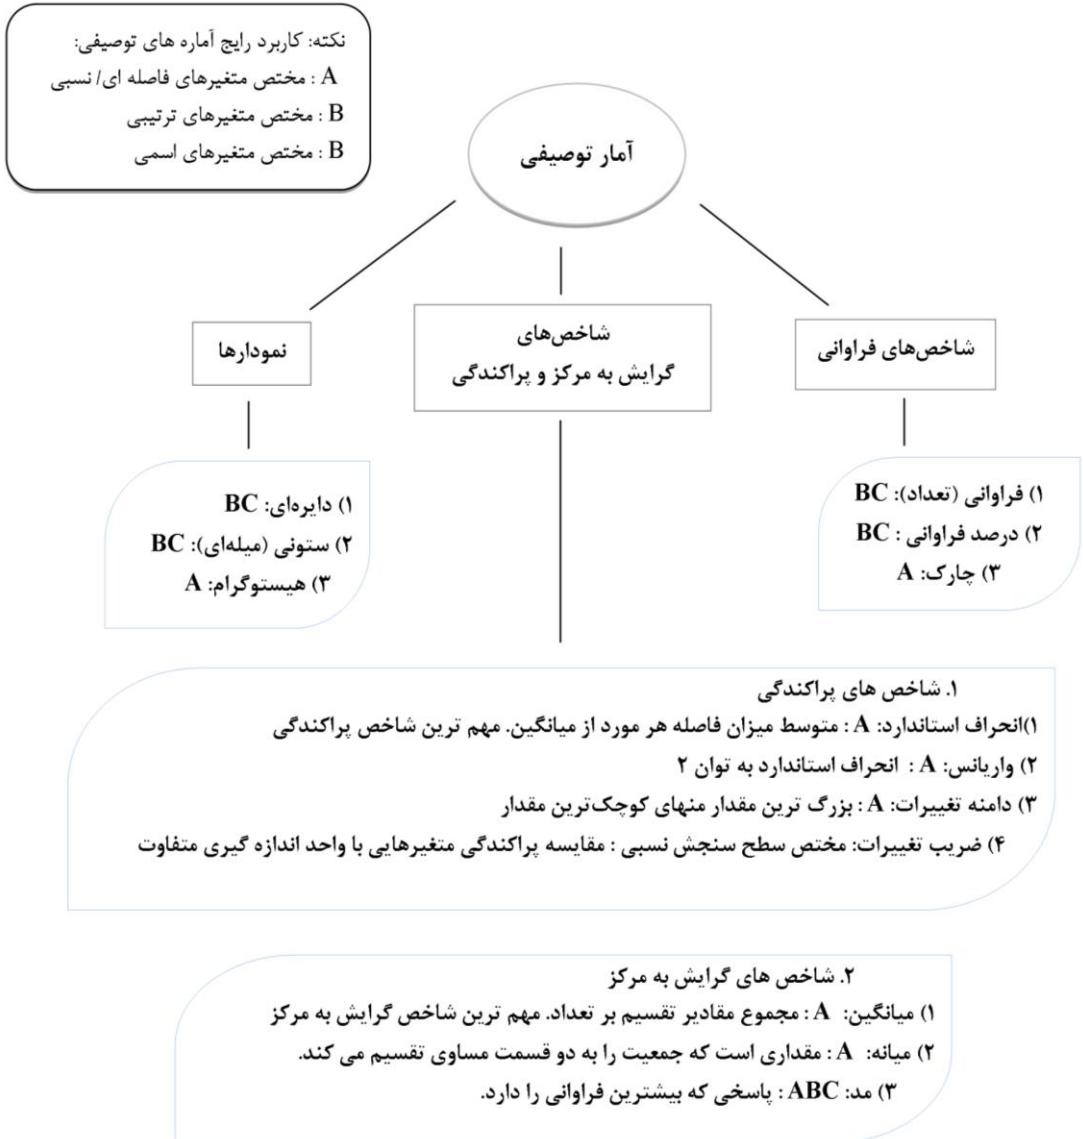 نکته: کاربرد رایج آماره های توصیفی:
A : مختص متغیرهای فاصله ای/ نسبی
B : مختص متغیرهای ترتیبی
B : مختص متغیرهای اسمی
آمار توصیفی
شاخص‌های فراوانی
شاخص‌های
گرایش به مرکز و پراکندگی
نمودارها
۱) فراوانی (تعداد): BC
۲) درصد فراوانی : BC
۳) چارک: A
۱) دایره‌ای: BC
۲) ستونی (میله‌ای): BC
۳) هیستوگرام: A
۱. شاخص های پراکندگی
۱)انحراف استاندارد: A : متوسط میزان فاصله هر مورد از میانگین. مهم ترین شاخص پراکندگی
۲) واریانس: A : انحراف استاندارد به توان ۲
۳) دامنه تغییرات: A : بزرگ ترین مقدار منهای کوچک‌ترین مقدار
۴) ضریب تغییرات: مختص سطح سنجش نسبی : مقایسه پراکندگی متغیرهایی با واحد اندازه گیری متفاوت
۲. شاخص های گرایش به مرکز
۱) میانگین: A : مجموع مقادیر تقسیم بر تعداد. مهم ترین شاخص گرایش به مرکز
۲) میانه: A : مقداری است که جمعیت را به دو قسمت مساوی تقسیم می کند.
۳) مد: ABC : پاسخی که بیشترین فراوانی را دارد.